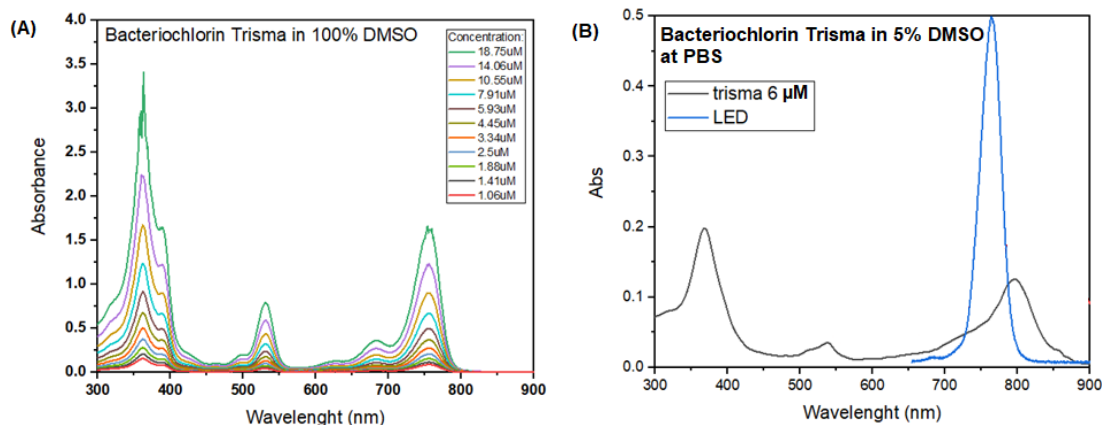 (A)
Bacteriochlorin Trisma in 100% DMSO
Concentration:
18.75uM
14.06uM
10.55uM
7.91uM
5.93uM
4.45uM
3.34uM
2.5uM
1.88uM
1.41uM
1.06uM
Absorbance
4.0
3.5
3.0
2.5
2.0
1.5
1.0
0.5
0.0
300 400 500 600 700 800 900
Wavelenght (nm)
(B)
Bacteriochlorin Trisma in 5% DMSO
at PBS
trisma 6 µM
LED
Abs
0.5
0.4
0.3
0.2
0.1
0.0
300 400 500 600 700 800 900
Wavelenght (nm)